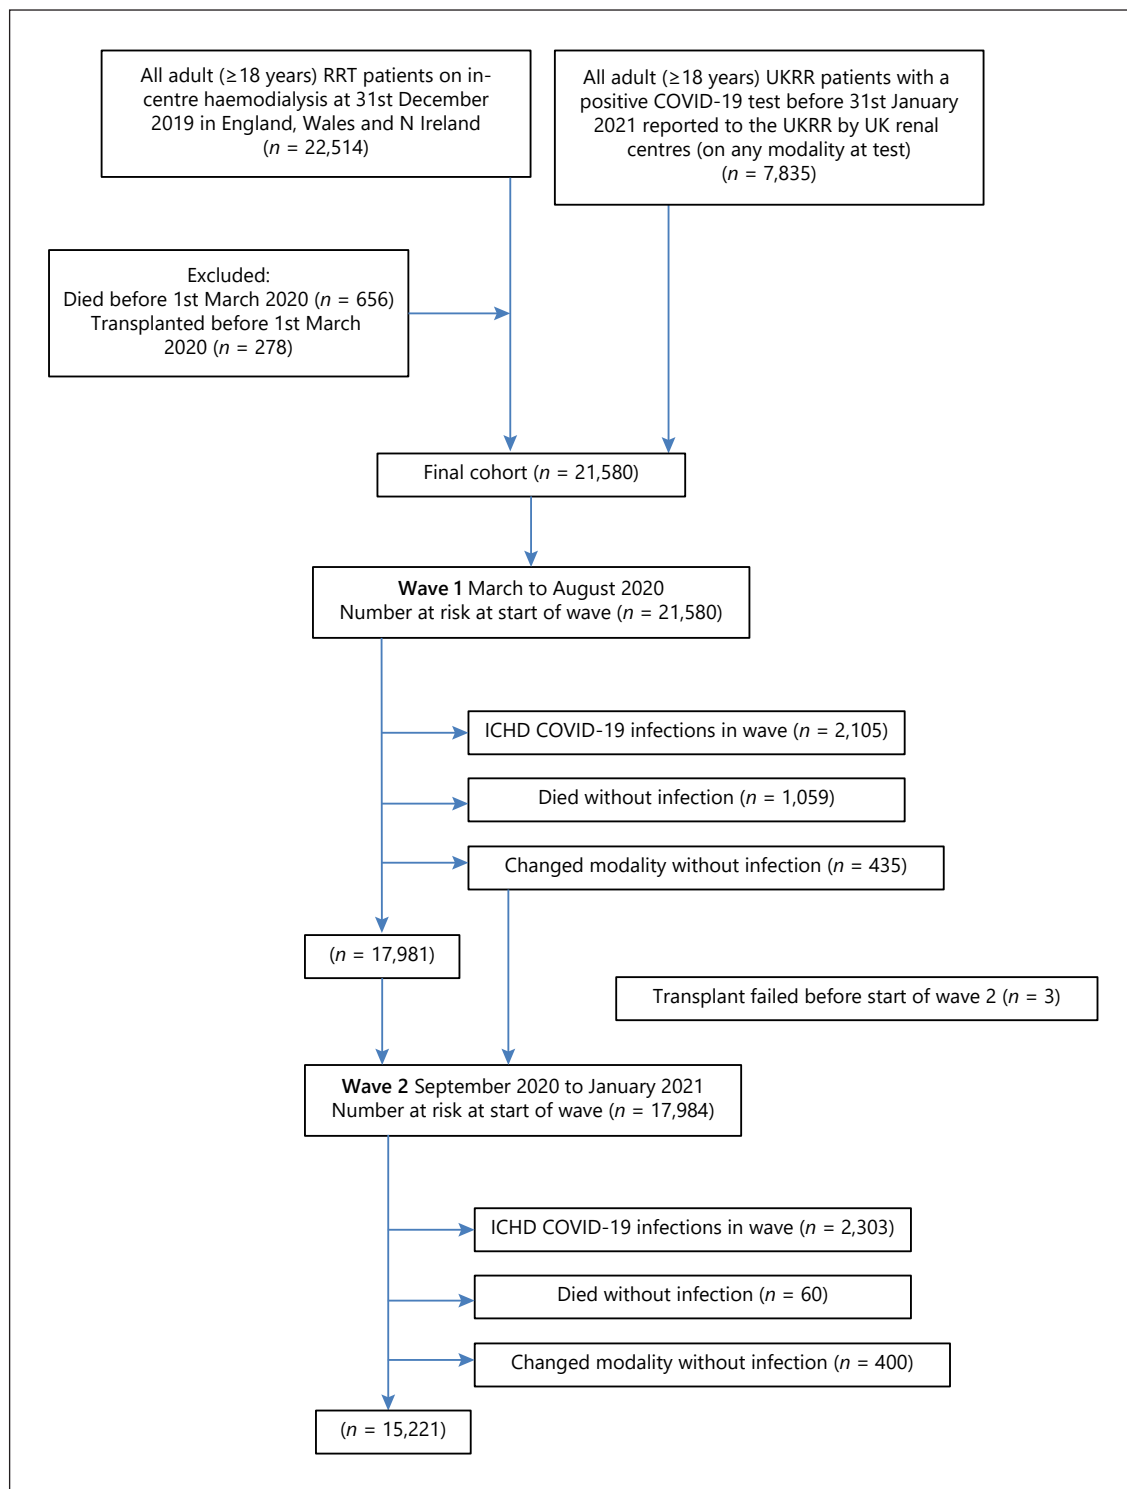 All adult (≥18 years) RRT patients on in-
centre haemodialysis at 31st December
2019 in England, Wales and N Ireland
(n = 22,514)
All adult (≥18 years) UKRR patients with a
positive COVID-19 test before 31st January
2021 reported to the UKRR by UK renal
centres (on any modality at test)
(n = 7,835)
Excluded:
Died before 1st March 2020 (n = 656)
Transplanted before 1st March
2020 (n = 278)
Final cohort (n = 21,580)
Wave 1 March to August 2020
Number at risk at start of wave (n = 21,580)
ICHD COVID-19 infections in wave (n = 2,105)
Died without infection (n = 1,059)
Changed modality without infection (n = 435)
(n = 17,981)
Transplant failed before start of wave 2 (n = 3)
Wave 2 September 2020 to January 2021
Number at risk at start of wave (n = 17,984)
ICHD COVID-19 infections in wave (n = 2,303)
Died without infection (n = 60)
Changed modality without infection (n = 400)
(n = 15,221)